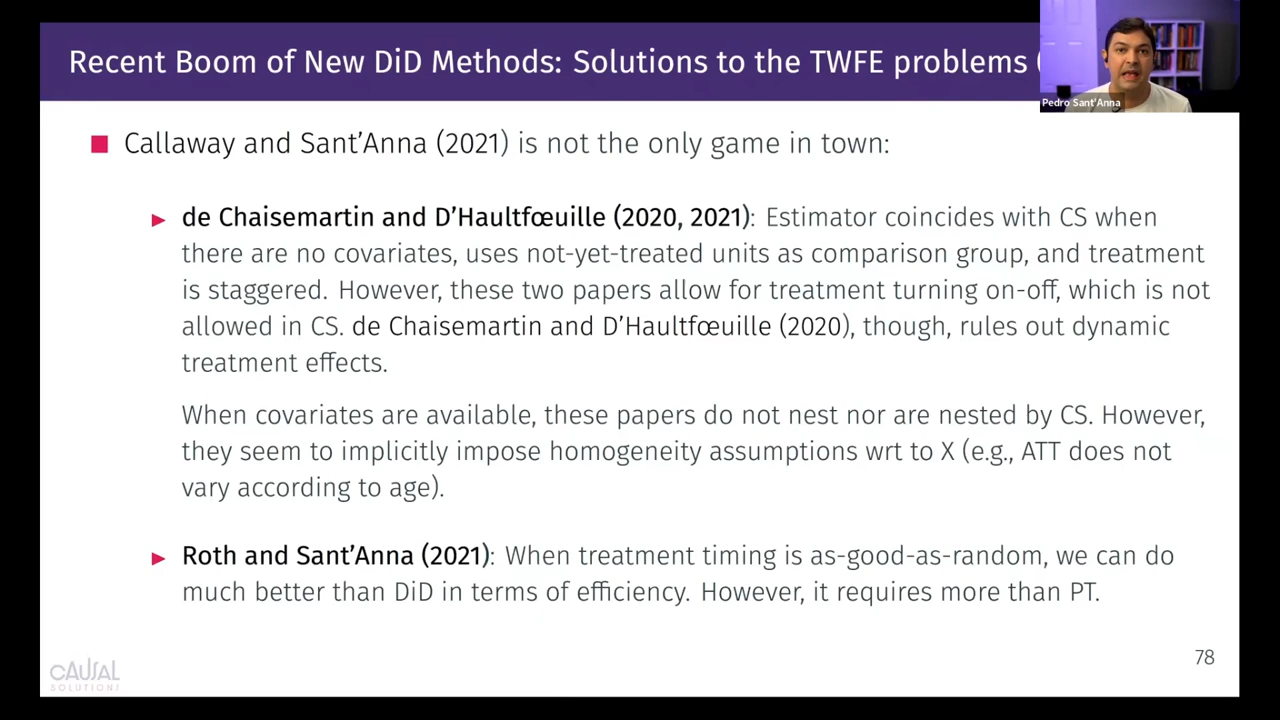 Recent Boom of New DiD Methods: Solutions to the TWFE problems
Pedro Sant'Anna
Callaway and Sant'Anna (2021) is not the only game in town:
de Chaisemartin and D'Haultfœuille (2020, 2021): Estimator coincides with CS when
there are no covariates, uses not-yet-treated units as comparison group, and treatment
is staggered. However, these two papers allow for treatment turning on-off, which is not
allowed in CS. de Chaisemartin and D'Haultfœuille (2020), though, rules out dynamic
treatment effects.
When covariates are available, these papers do not nest nor are nested by CS. However,
they seem to implicitly impose homogeneity assumptions wrt to X (e.g., ATT does not
vary according to age).
Roth and Sant'Anna (2021): When treatment timing is as-good-as-random, we can do
much better than DiD in terms of efficiency. However, it requires more than PT.
78
CAUSAL
SOLUTIONS